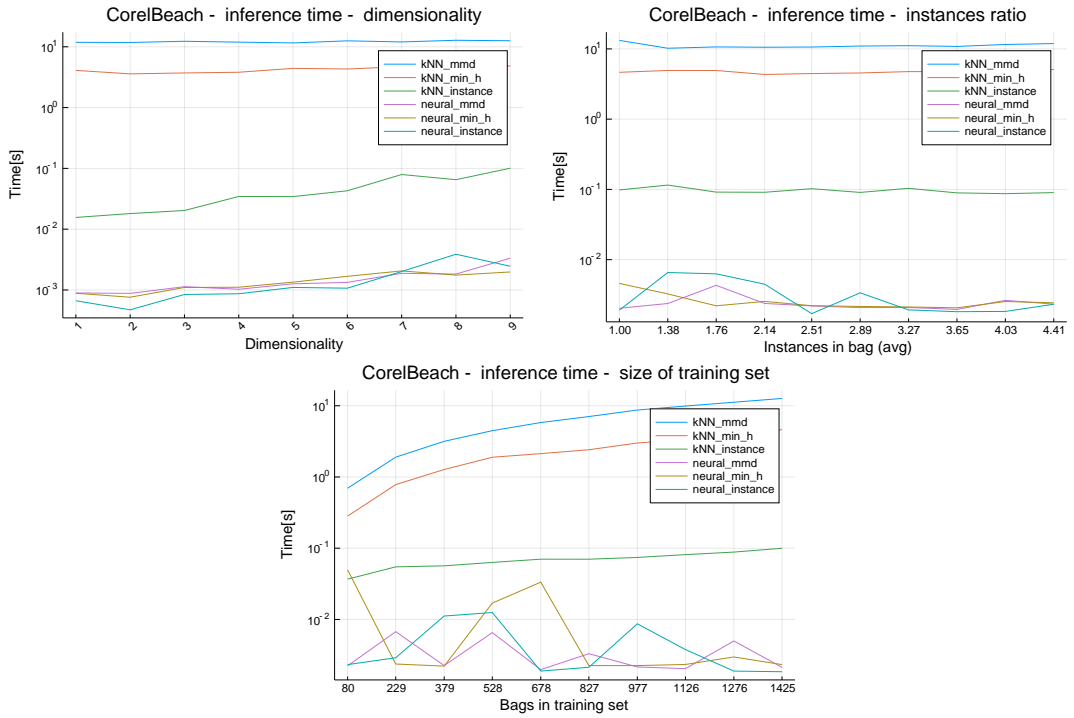 CorelBeach - inference time - dimensionality
Time[s]
10^1
10^0
10^-1
10^-2
10^-3
kNN_mmd
kNN_min_h
kNN_instance
neural_mmd
neural_min_h
neural_instance
1 2 3 4 5 6 7 8 9
Dimensionality
CorelBeach - inference time - instances ratio
Time[s]
10^1
10^0
10^-1
10^-2
kNN_mmd
kNN_min_h
kNN_instance
neural_mmd
neural_min_h
neural_instance
1.00 1.38 1.76 2.14 2.51 2.89 3.27 3.65 4.03 4.41
Instances in bag (avg)
CorelBeach - inference time - size of training set
Time[s]
10^1
10^0
10^-1
10^-2
kNN_mmd
kNN_min_h
kNN_instance
neural_mmd
neural_min_h
neural_instance
80 229 379 528 678 827 977 1126 1276 1425
Bags in training set